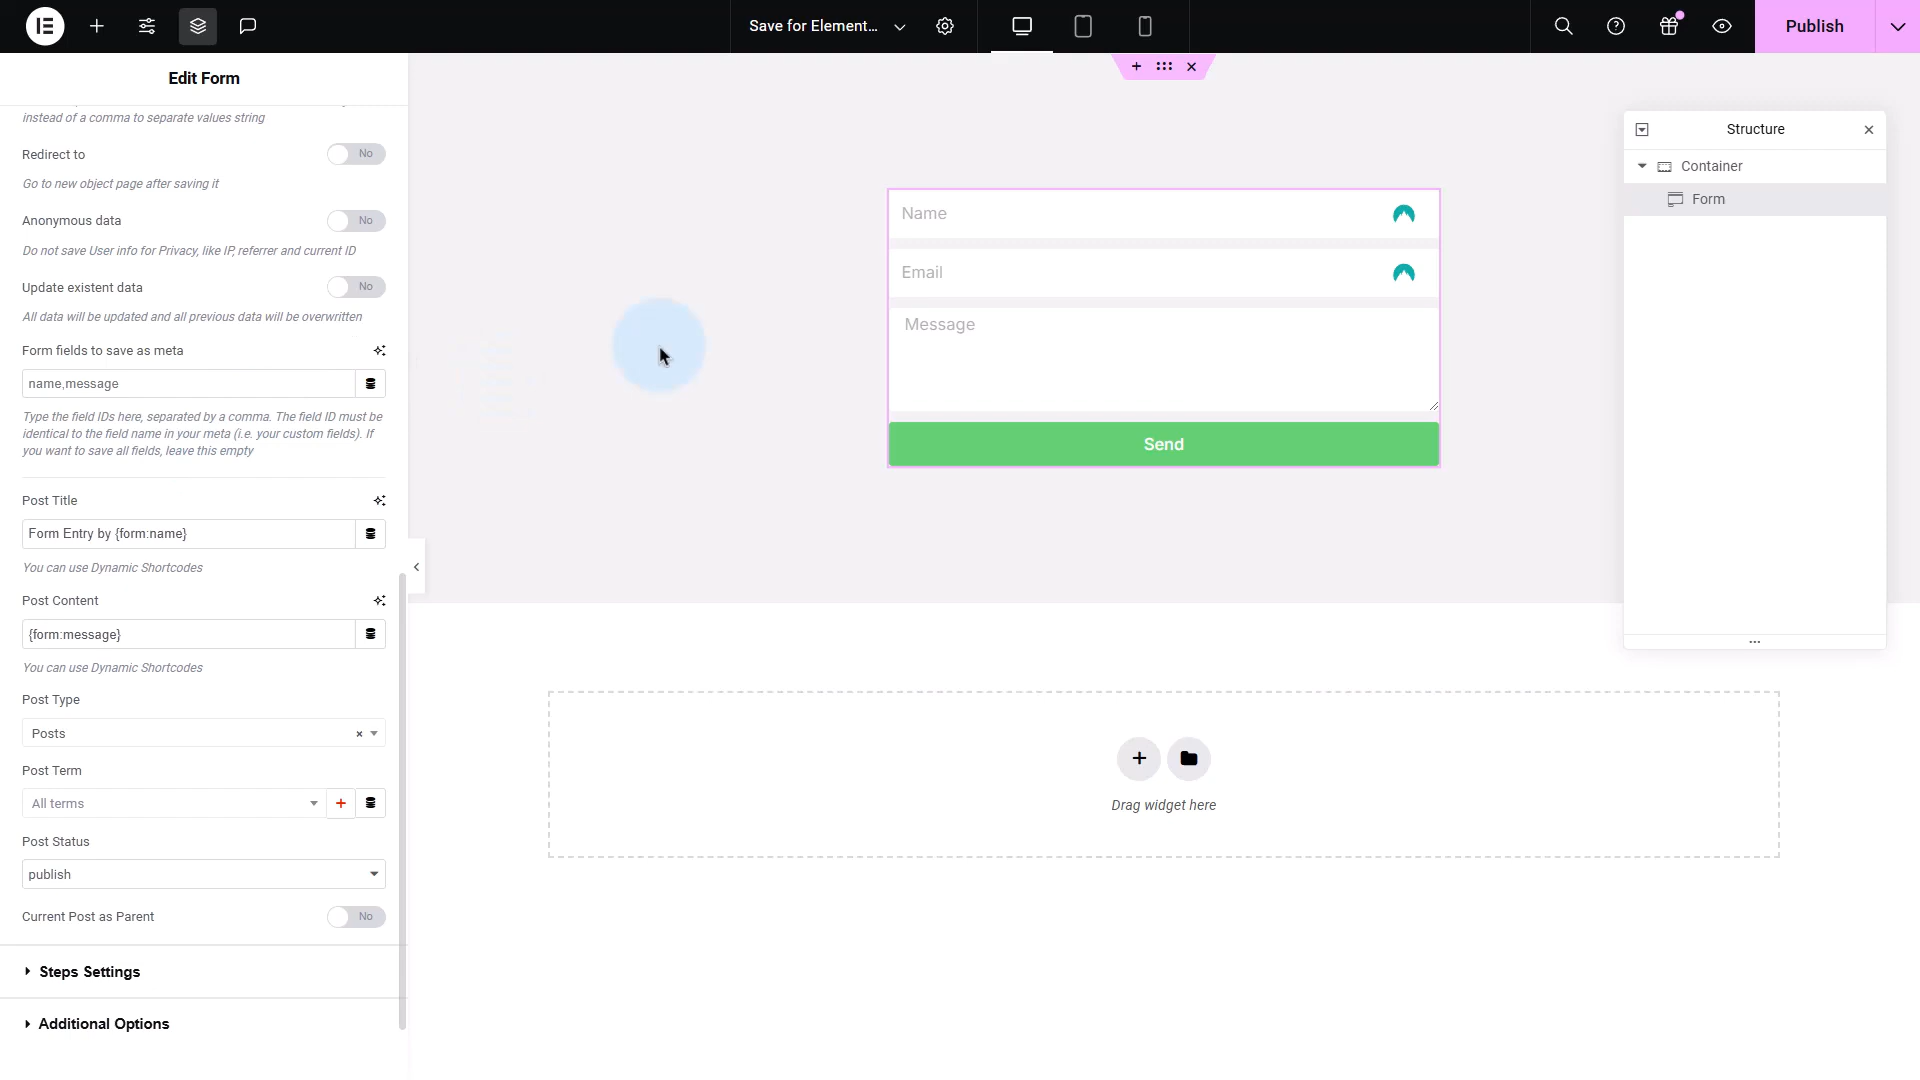 Save for Element...
Publish
Edit Form
instead of a comma to separate values string
Redirect to
No
Go to new object page after saving it
Anonymous data
No
Do not save User info for Privacy, like IP, referrer and current ID
Update existent data
No
All data will be updated and all previous data will be overwritten
Form fields to save as meta
name,message
Type the field IDs here, separated by a comma. The field ID must be
identical to the field name in your meta (i.e. your custom fields). If
you want to save all fields, leave this empty
Post Title
Form Entry by {form:name}
You can use Dynamic Shortcodes
Post Content
{form:message}
You can use Dynamic Shortcodes
Post Type
Posts
Post Term
All terms
Post Status
publish
Current Post as Parent
No
Steps Settings
Additional Options
Name
Email
Message
Send
Drag widget here
Structure
Container
Form